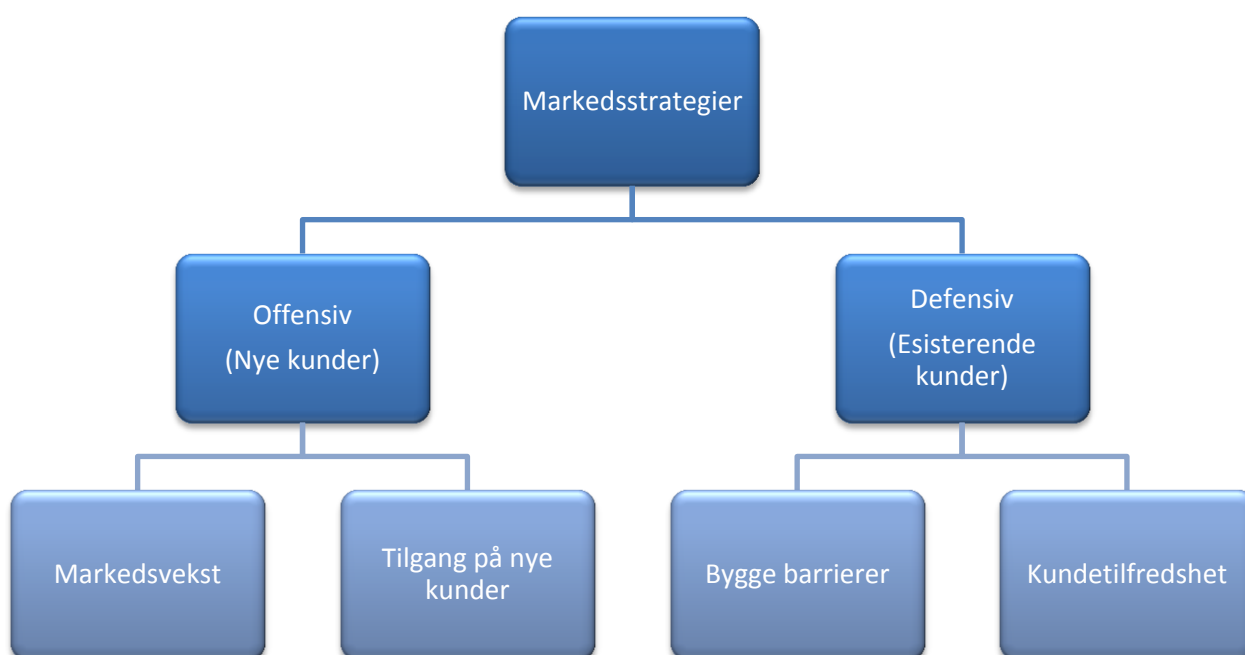 Markedsstrategier
Offensiv
(Nye kunder)
Defensiv
(Esisterende
kunder)
Markedsvekst
Tilgang på nye
kunder
Bygge barrierer
Kundetilfredshet